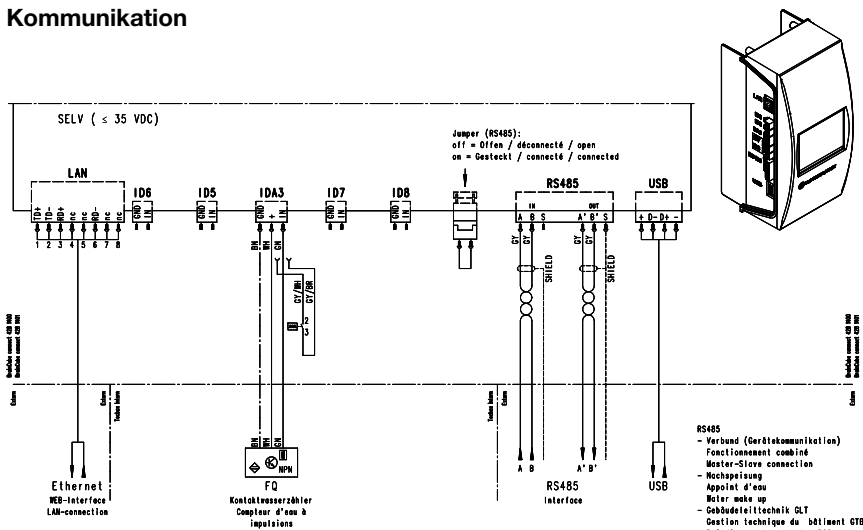 Kommunikation
SELV ( ≤ 35 VDC)
Jumper (RS485):
off = Offen / déconnecté / open
on = Gesteckt / connecté / connected
LAN
ID6
ID5
IDA3
ID7
ID8
RS485
USB
IN
OUT
TD+ TD- RD+ nc nc RD- nc nc
GND IN
GND IN
GND + IN
GND IN
GND IN
A B S
A' B' S
+ D- D+ -
1 2 3 4 5 6 7 8
BN WH GN
GY/WH
GY/BR
2
3
GY GY
SHIELD
GY GY
SHIELD
Extern
Extern
Extern
BN WH GN
NPN
A B
A' B'
Ethernet
WEB-Interface
LAN-connection
FQ
Kontaktwasserzähler
Compteur d'eau à
impulsions
RS485
Interface
USB
RS485
- Verbund (Gerätekommunikation)
Fonctionnement combiné
Master-Slave connection
- Nachspeisung
Appoint d'eau
Water make up
- Gebäudeleittechnik GLT
Gestion technique du bâtiment GTB